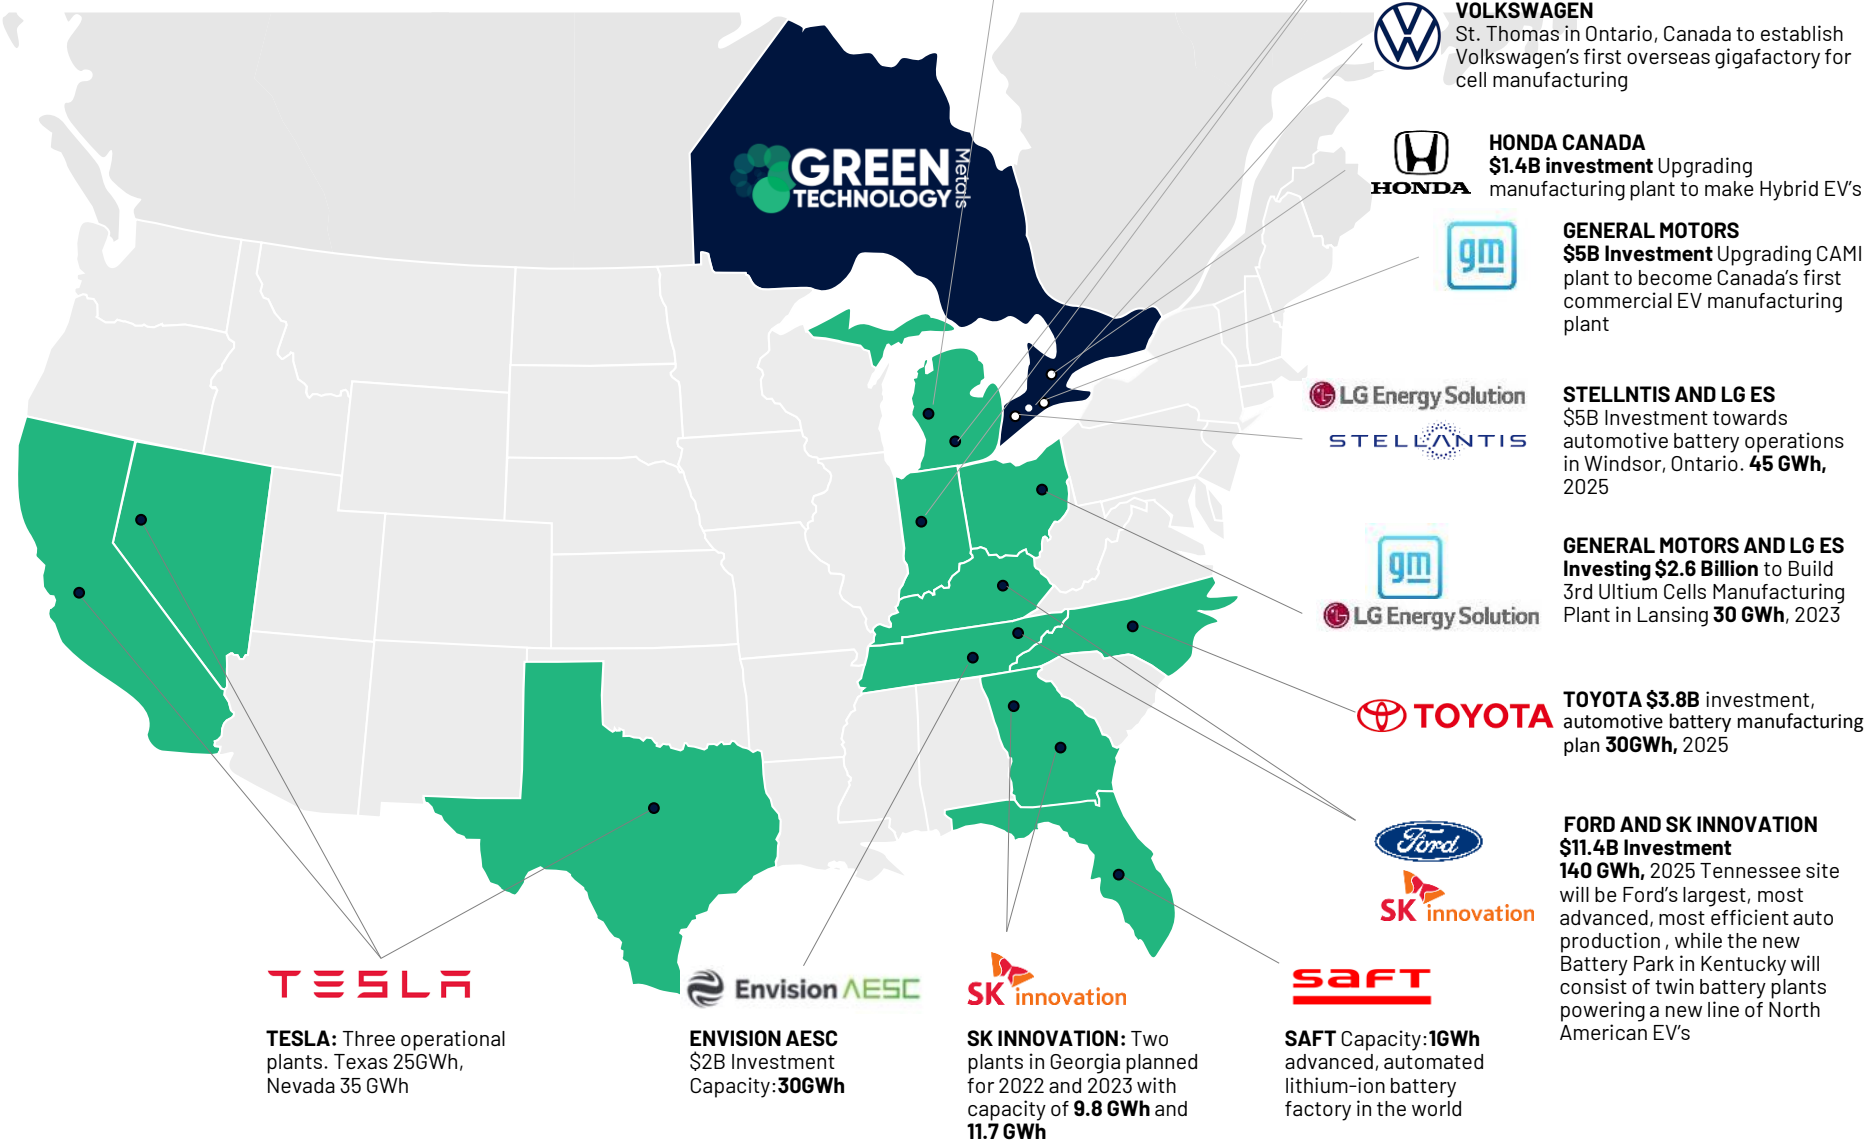 VOLKSWAGEN
St. Thomas in Ontario, Canada to establish
Volkswagen's first overseas gigafactory for
cell manufacturing
HONDA
HONDA CANADA
$1.4B investment Upgrading
manufacturing plant to make Hybrid EV's
GREEN
TECHNOLOGY
Metals
gm
GENERAL MOTORS
$5B Investment Upgrading CAMI
plant to become Canada's first
commercial EV manufacturing
plant
LG Energy Solution
STELLANTIS
STELLNTIS AND LG ES
$5B Investment towards
automotive battery operations
in Windsor, Ontario. 45 GWh,
2025
gm
LG Energy Solution
GENERAL MOTORS AND LG ES
Investing $2.6 Billion to Build
3rd Ultium Cells Manufacturing
Plant in Lansing 30 GWh, 2023
TOYOTA
TOYOTA $3.8B investment,
automotive battery manufacturing
plan 30GWh, 2025
Ford
SK innovation
FORD AND SK INNOVATION
$11.4B Investment
140 GWh, 2025 Tennessee site
will be Ford's largest, most
advanced, most efficient auto
production , while the new
Battery Park in Kentucky will
consist of twin battery plants
powering a new line of North
American EV's
TESLA
TESLA: Three operational
plants. Texas 25GWh,
Nevada 35 GWh
Envision AESC
ENVISION AESC
$2B Investment
Capacity:30GWh
SK innovation
SK INNOVATION: Two
plants in Georgia planned
for 2022 and 2023 with
capacity of 9.8 GWh and
11.7 GWh
SAFT
SAFT Capacity:1GWh
advanced, automated
lithium-ion battery
factory in the world